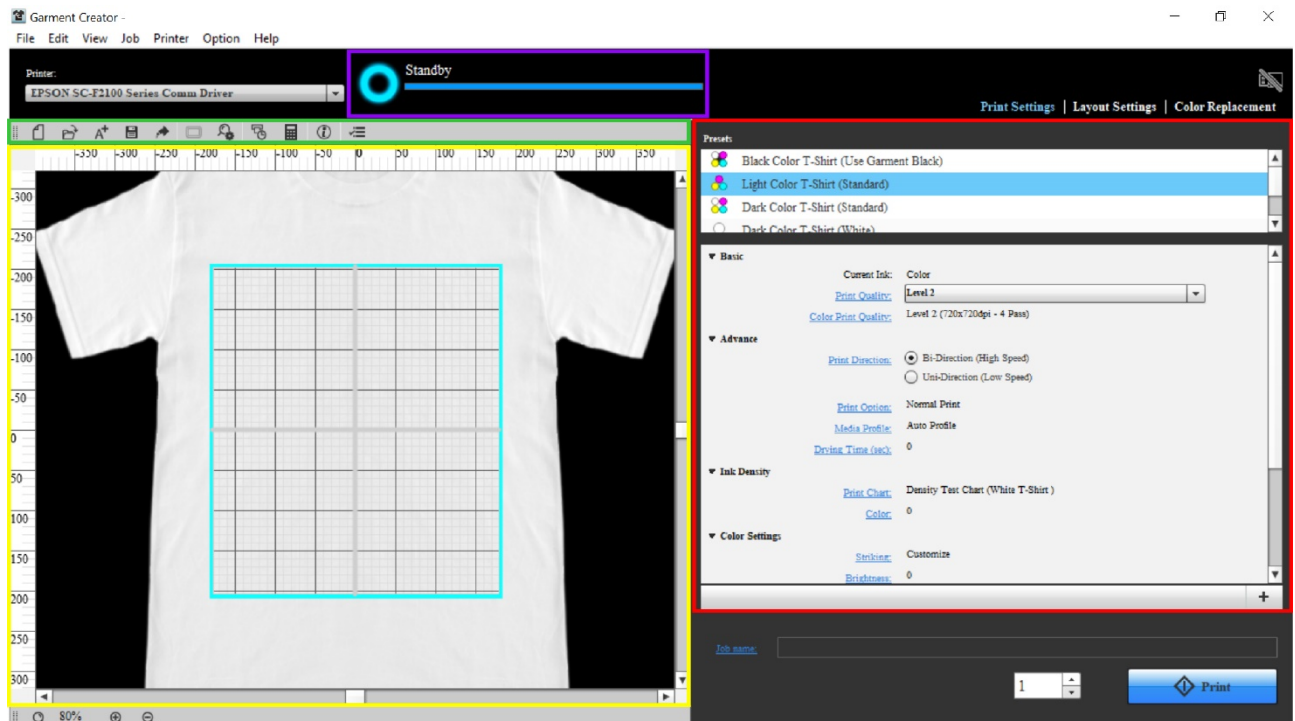 Garment Creator -
File Edit View Job Printer Option Help
Printer:
EPSON SC-F2100 Series Comm Driver
Standby
Print Settings | Layout Settings | Color Replacement
-350 -300 -250 -200 -150 -100 -50 0 50 100 150 200 250 300 350
-300
-250
-200
-150
-100
-50
0
50
100
150
200
250
300
80%
Presets
Black Color T-Shirt (Use Garment Black)
Light Color T-Shirt (Standard)
Dark Color T-Shirt (Standard)
Dark Color T-Shirt (White)
Basic
Current Ink: Color
Print Quality: Level 2
Color Print Quality: Level 2 (720x720dpi - 4 Pass)
Advance
Print Direction: Bi-Direction (High Speed)
Uni-Direction (Low Speed)
Print Option: Normal Print
Media Profile: Auto Profile
Drying Time (sec): 0
Ink Density
Print Chart: Density Test Chart (White T-Shirt )
Color: 0
Color Settings
Striking: Customize
Brightness: 0
+
Job name:
1
Print